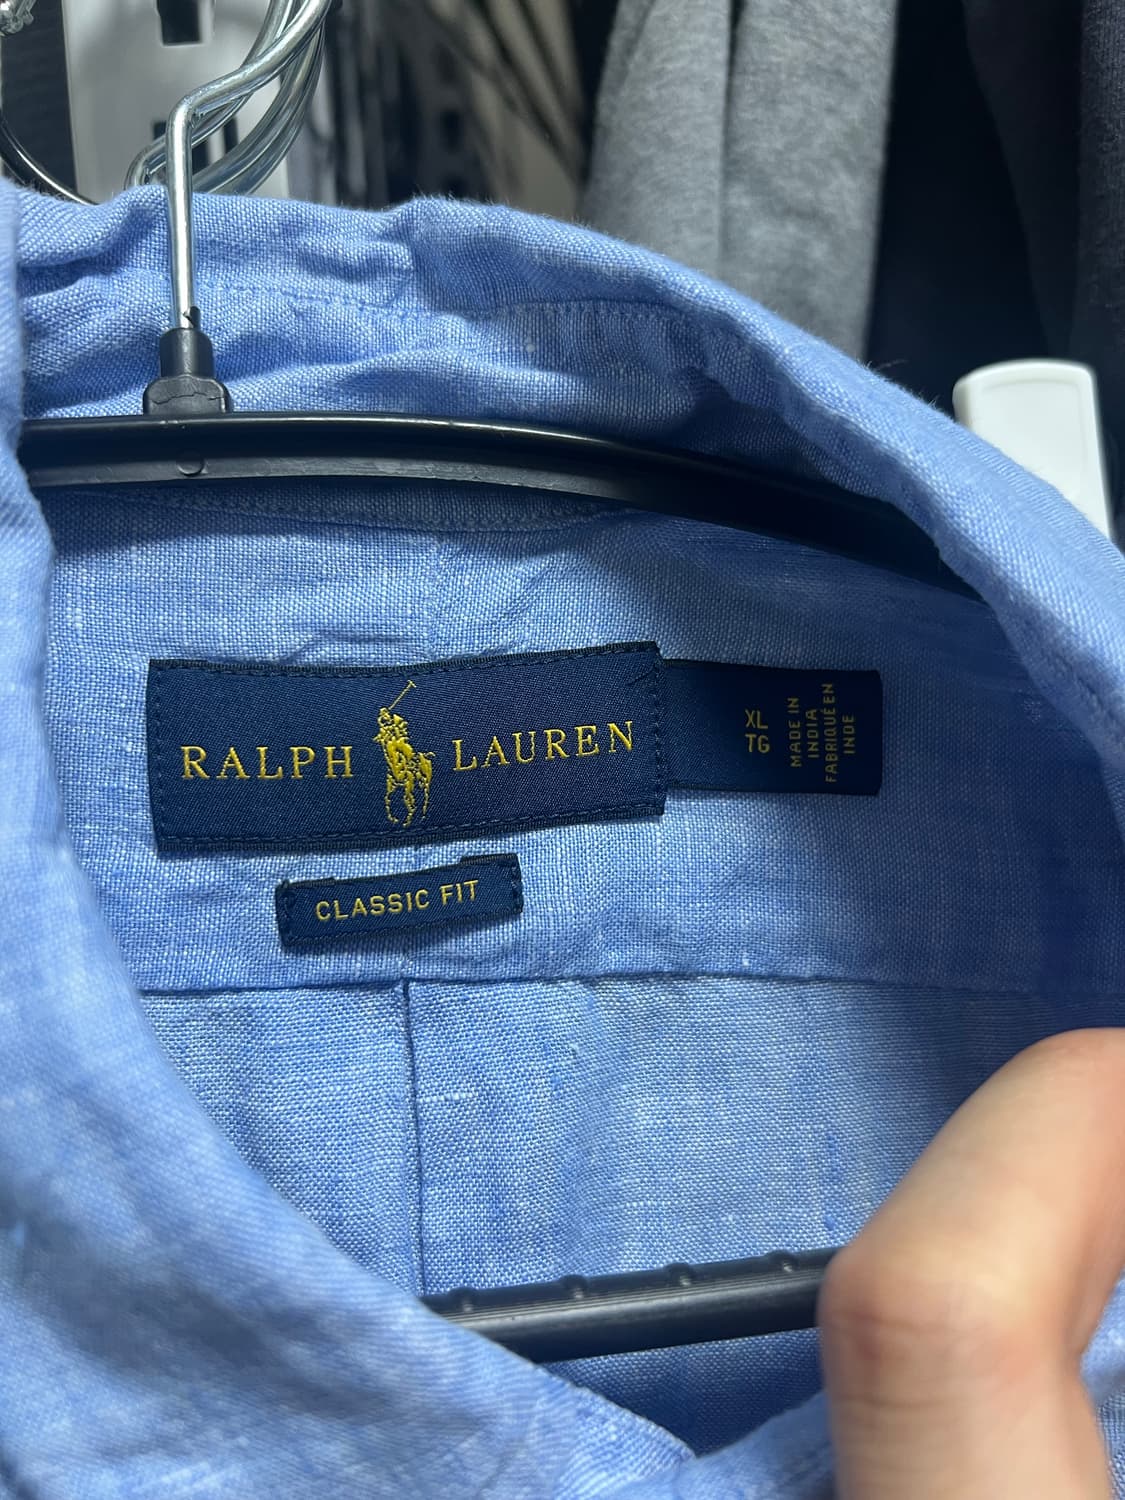 RALPH LAUREN
XL
TG
MADE IN
INDIA
FABRIQUÉ EN
INDE
CLASSIC FIT